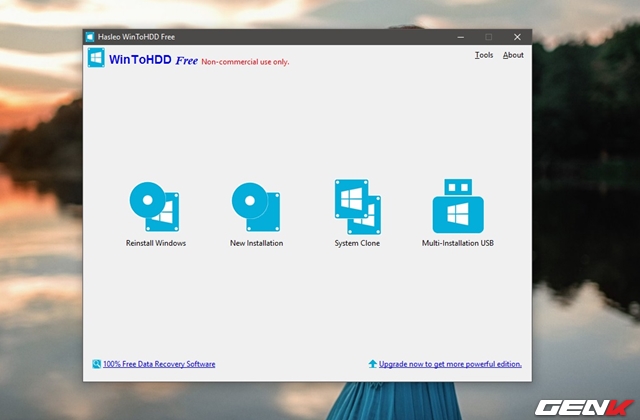 Hasleo WinToHDD Free
WinToHDD Free Non-commercial use only.
Tools About
Reinstall Windows New Installation System Clone Multi-Installation USB
100% Free Data Recovery Software Upgrade now to get more powerful edition.
GENK